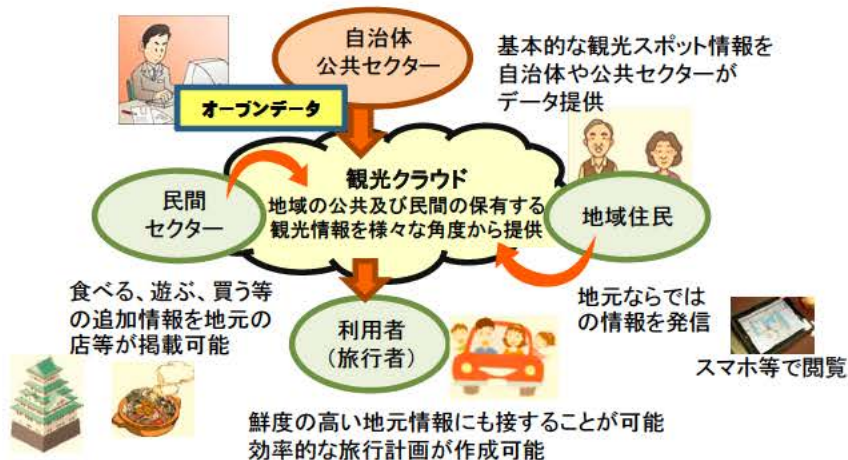 自治体
公共セクター
基本的な観光スポット情報を
自治体や公共セクターが
データ提供
オープンデータ
観光クラウド
地域の公共及び民間の保有する
観光情報を様々な角度から提供
民間
セクター
地域住民
食べる、遊ぶ、買う等
の追加情報を地元の
店等が掲載可能
利用者
(旅行者)
地元ならでは
の情報を発信
スマホ等で閲覧
鮮度の高い地元情報にも接することが可能
効率的な旅行計画が作成可能